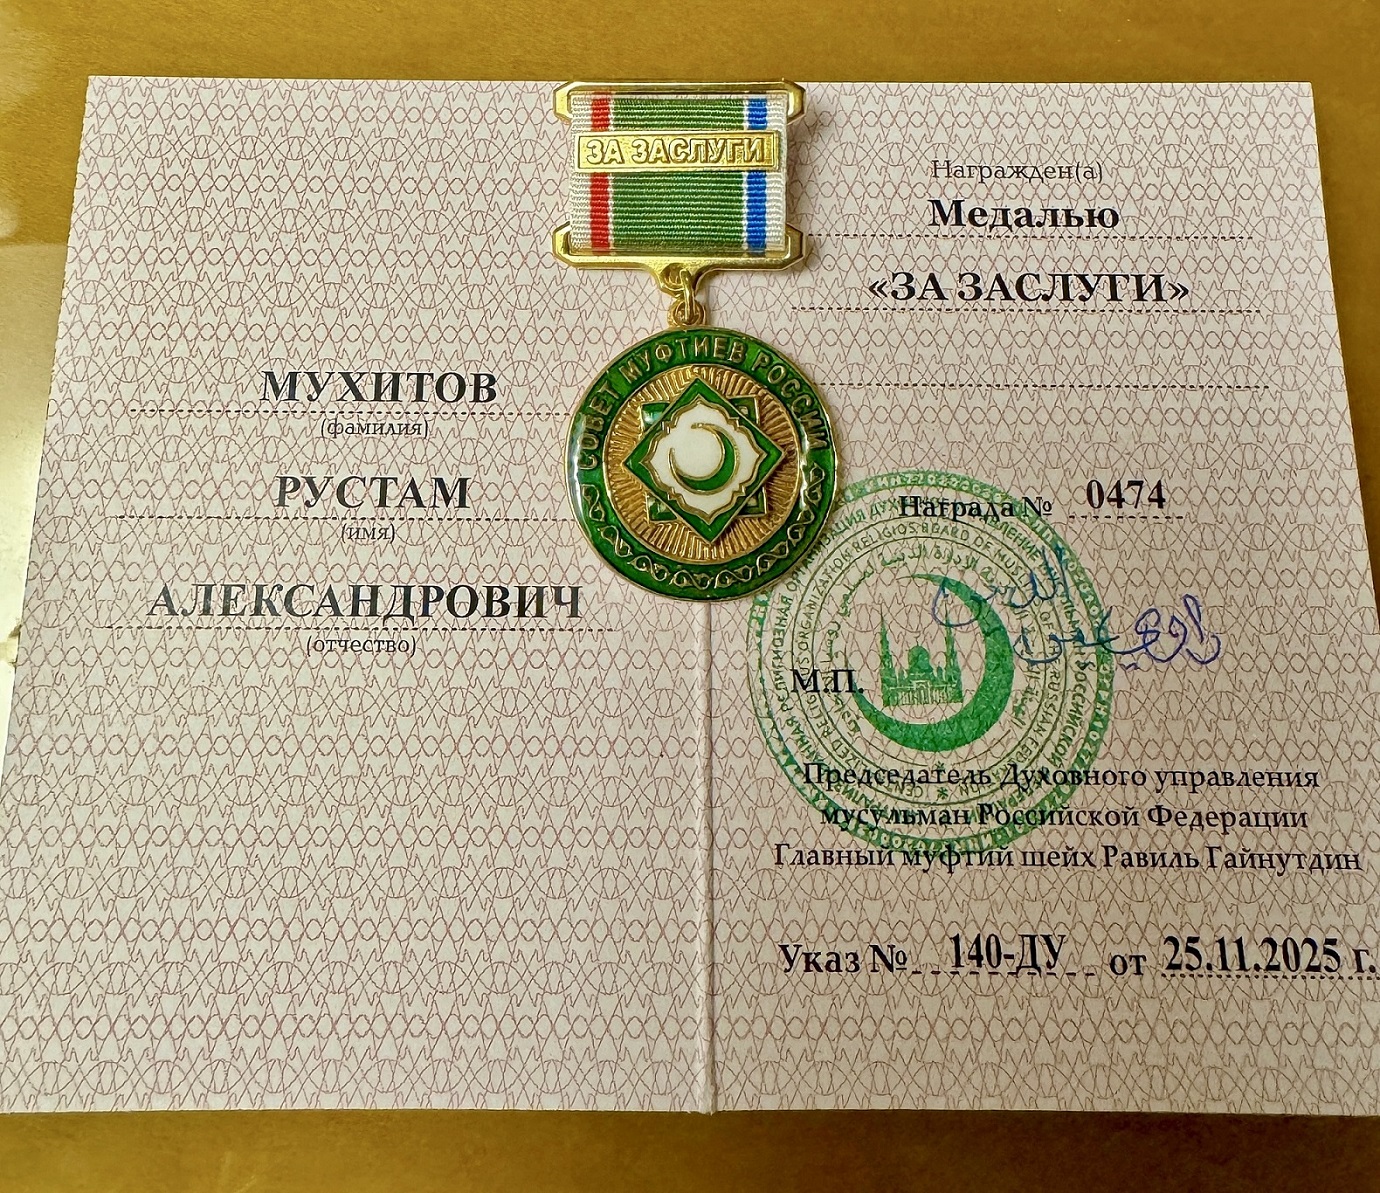 МУХИТОВ
(фамилия)
РУСТАМ
(имя)
АЛЕКСАНДРОВИЧ
(отчество)
ЗА ЗАСЛУГИ
СОВЕТ МУФТИЕВ РОССИИ
Награжден(а)
Медалью
«ЗА ЗАСЛУГИ»
Награда № 0474
М.П.
Председатель Духовного управления
мусульман Российской Федерации
Главный муфтий шейх Равиль Гайнутдин
Указ № 140-ДУ от 25.11.2025 г.